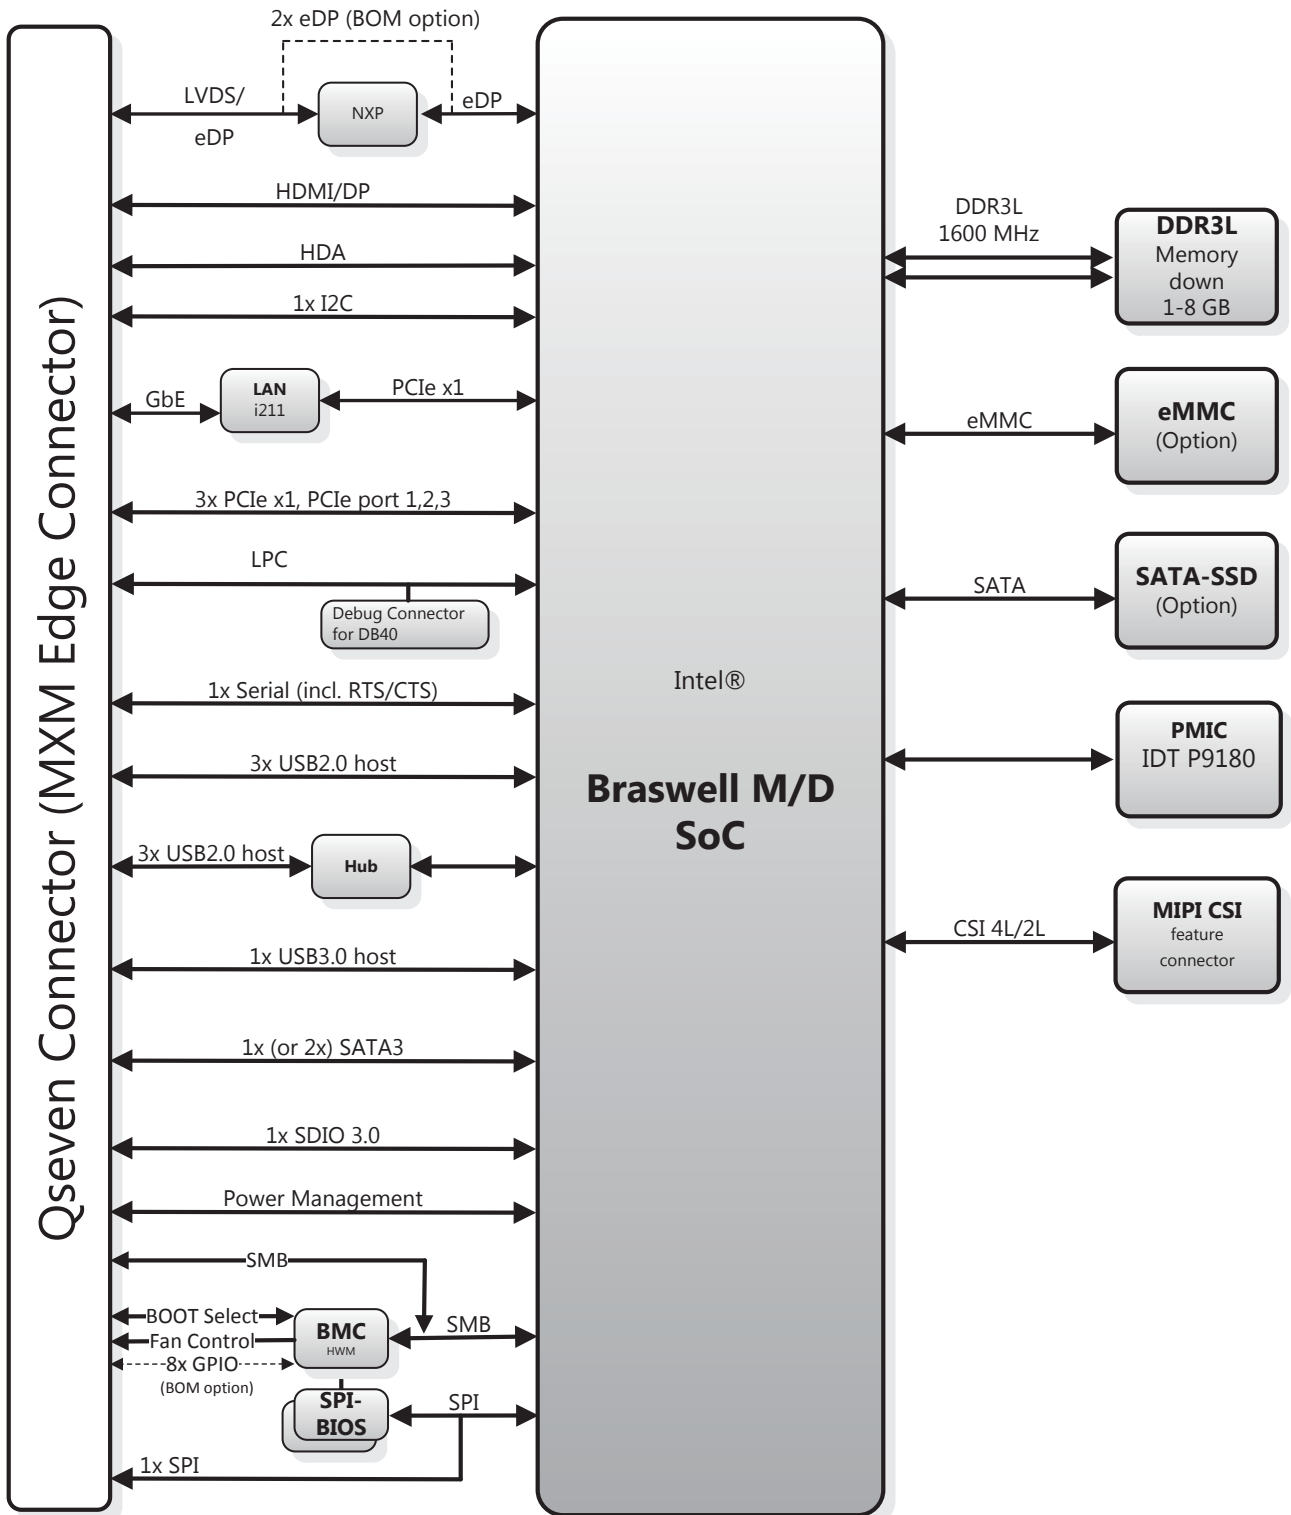 2x eDP (BOM option)
LVDS/
eDP
NXP
eDP
HDMI/DP
HDA
1x I2C
GbE
LAN
i211
PCIe x1
3x PCIe x1, PCIe port 1,2,3
LPC
Debug Connector
for DB40
1x Serial (incl. RTS/CTS)
3x USB2.0 host
3x USB2.0 host
Hub
1x USB3.0 host
1x (or 2x) SATA3
1x SDIO 3.0
Power Management
SMB
BOOT Select
Fan Control
8x GPIO
(BOM option)
BMC
HWM
SMB
SPI-
BIOS
SPI
1x SPI
Qseven Connector (MXM Edge Connector)
Intel®
Braswell M/D
SoC
DDR3L
1600 MHz
DDR3L
Memory
down
1-8 GB
eMMC
eMMC
(Option)
SATA
SATA-SSD
(Option)
PMIC
IDT P9180
CSI 4L/2L
MIPI CSI
feature
connector